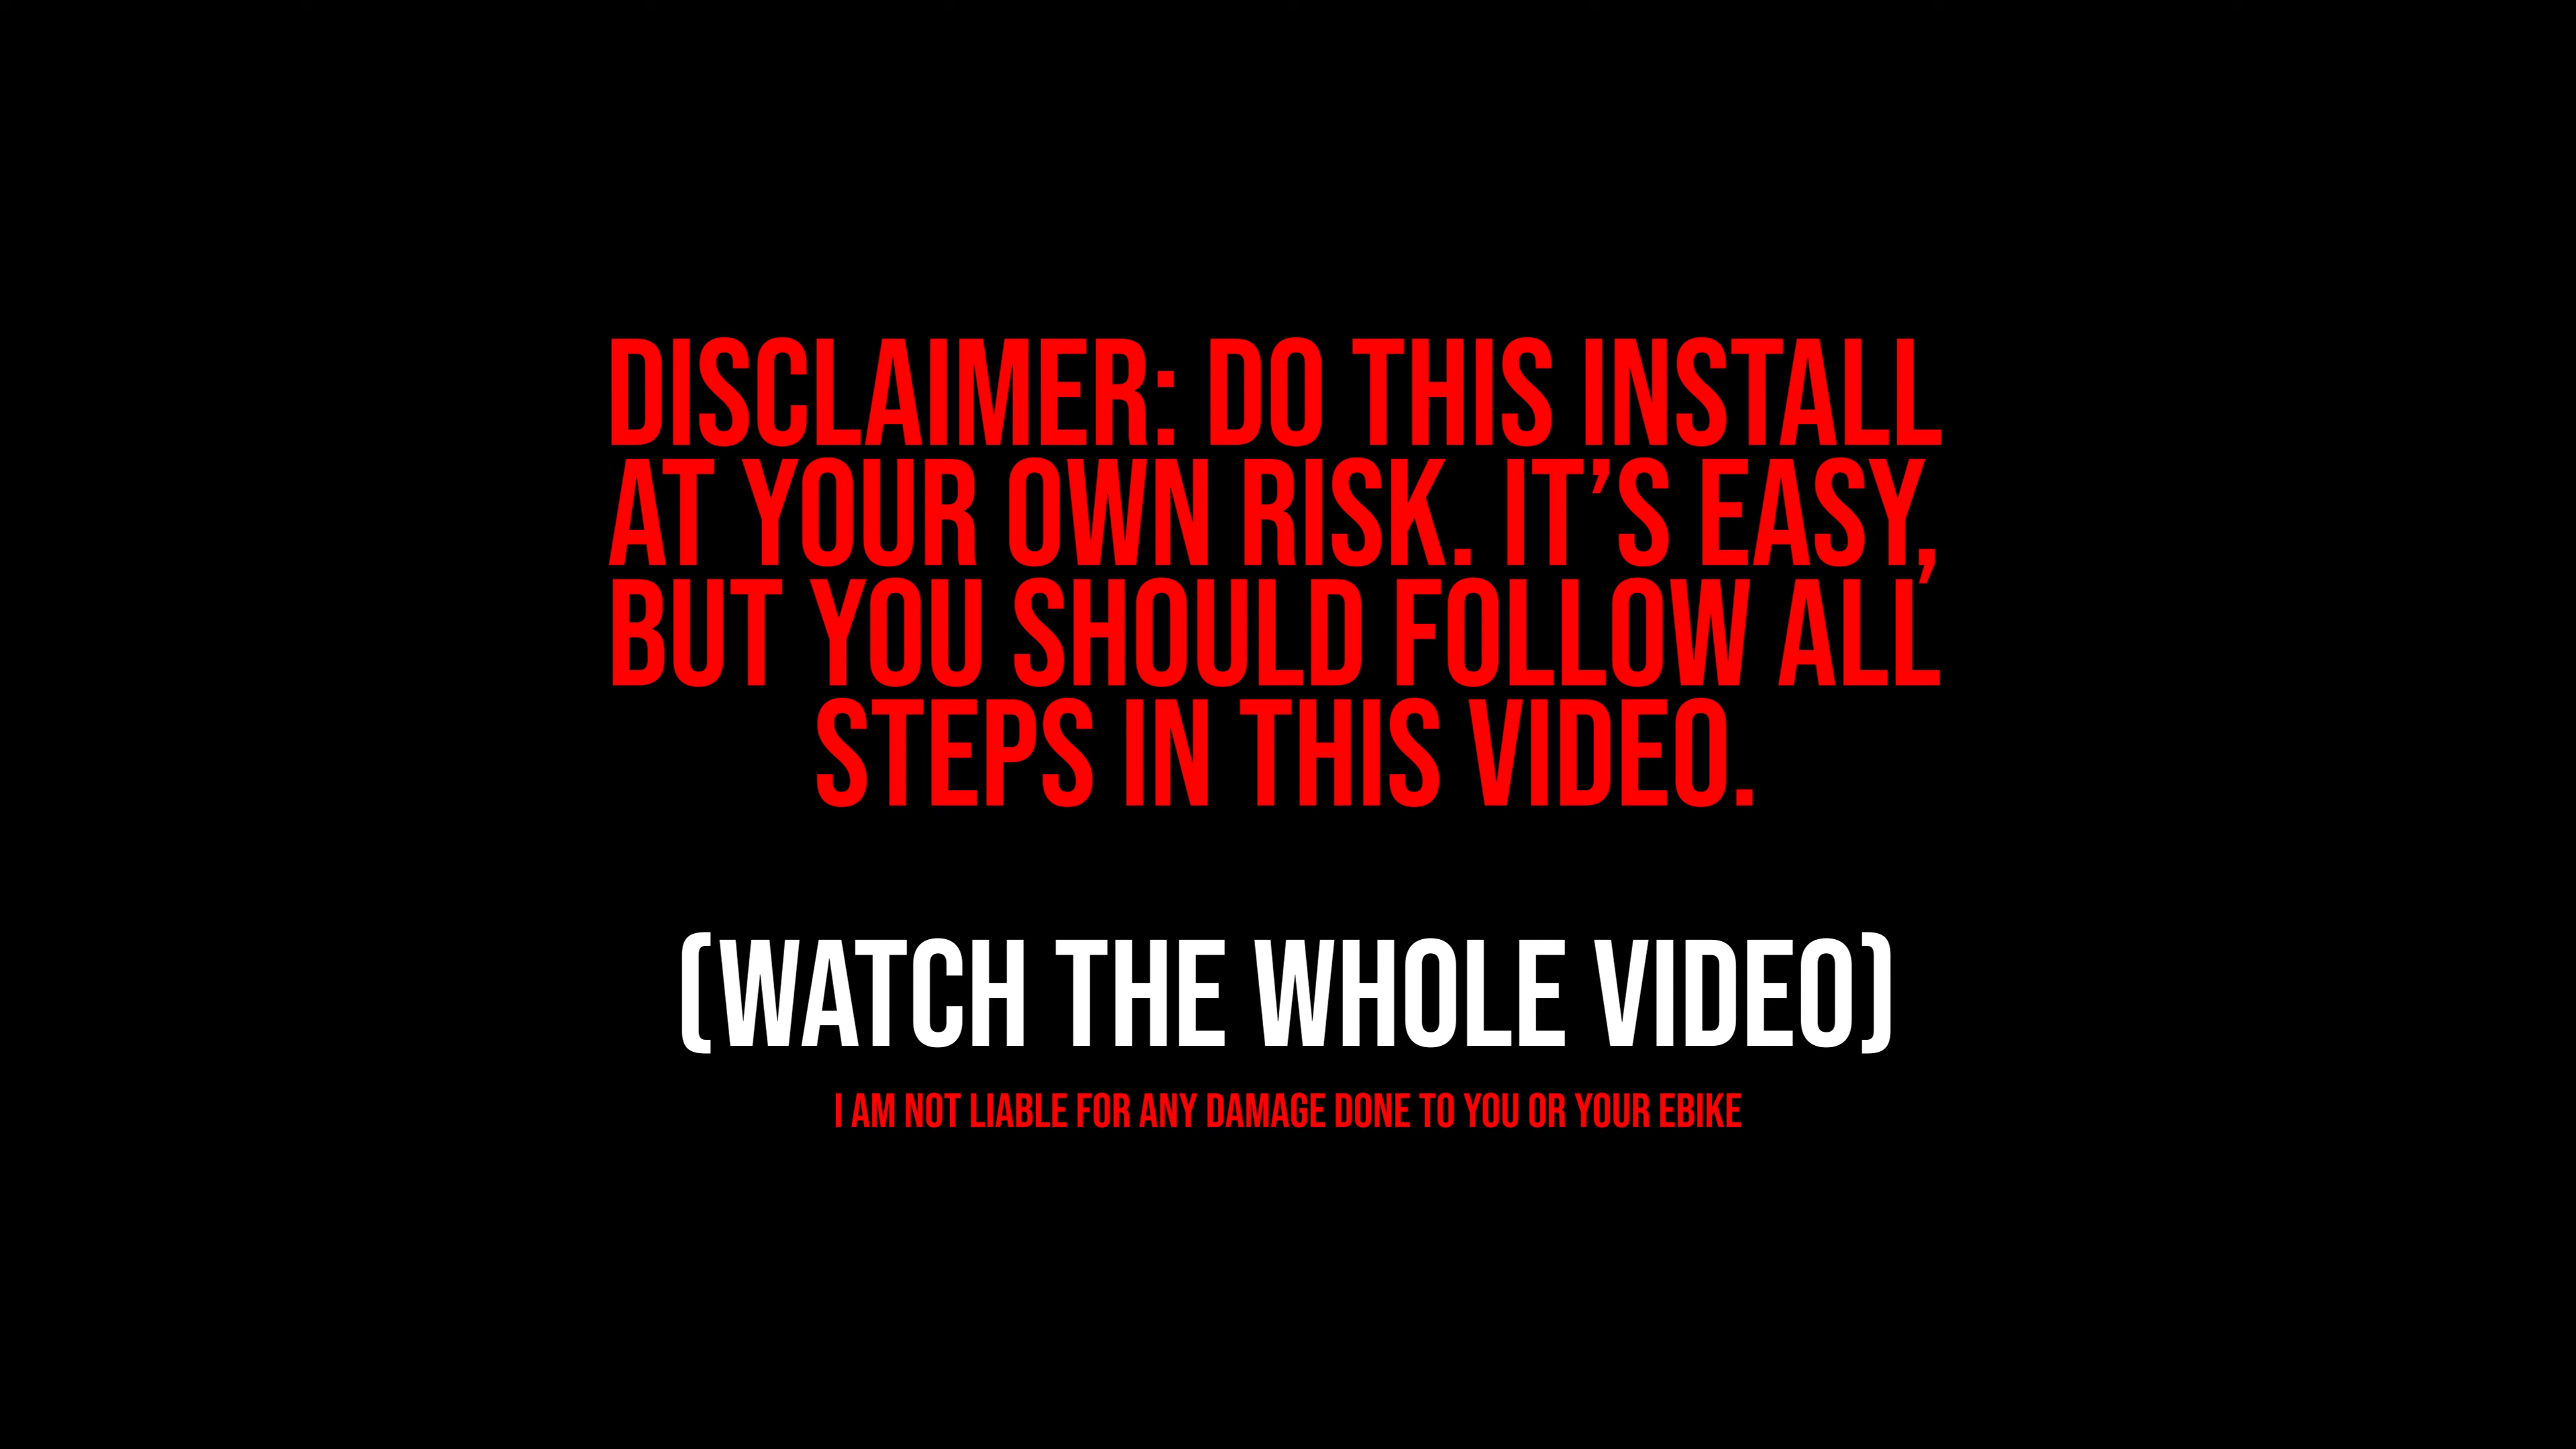 DISCLAIMER: DO THIS INSTALL
AT YOUR OWN RISK. IT’S EASY,
BUT YOU SHOULD FOLLOW ALL
STEPS IN THIS VIDEO.
(WATCH THE WHOLE VIDEO)
I AM NOT LIABLE FOR ANY DAMAGE DONE TO YOU OR YOUR EBIKE